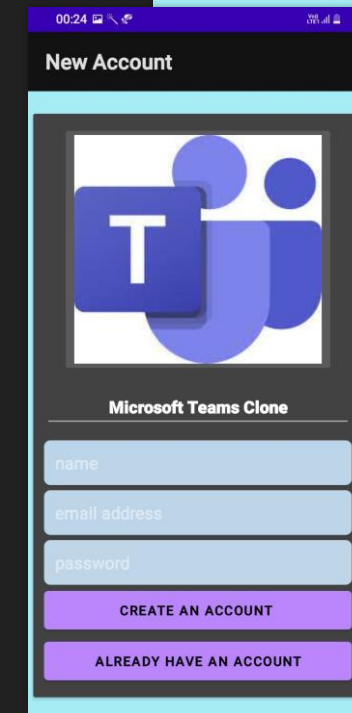 00:24
New Account
T
Microsoft Teams Clone
name
email address
password
CREATE AN ACCOUNT
ALREADY HAVE AN ACCOUNT